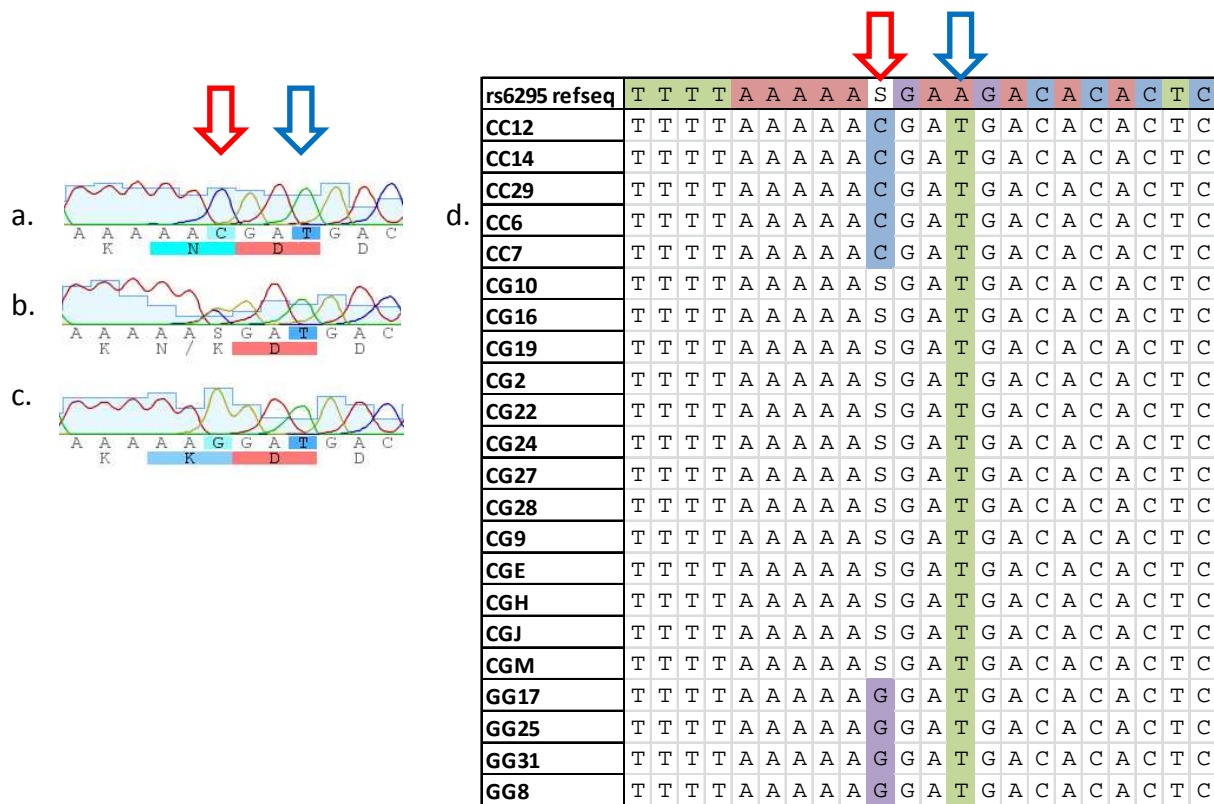 a.
A A A A A C G A T G A C
K N D D
b.
A A A A A S G A T G A C
K N / K D D
c.
A A A A A G G A T G A C
K K D D
d.
rs6295 refseq T T T T A A A A A S G A A G A C A C A C T C
CC12 T T T T A A A A A C G A T G A C A C A C T C
CC14 T T T T A A A A A C G A T G A C A C A C T C
CC29 T T T T A A A A A C G A T G A C A C A C T C
CC6 T T T T A A A A A C G A T G A C A C A C T C
CC7 T T T T A A A A A C G A T G A C A C A C T C
CG10 T T T T A A A A A S G A T G A C A C A C T C
CG16 T T T T A A A A A S G A T G A C A C A C T C
CG19 T T T T A A A A A S G A T G A C A C A C T C
CG2 T T T T A A A A A S G A T G A C A C A C T C
CG22 T T T T A A A A A S G A T G A C A C A C T C
CG24 T T T T A A A A A S G A T G A C A C A C T C
CG27 T T T T A A A A A S G A T G A C A C A C T C
CG28 T T T T A A A A A S G A T G A C A C A C T C
CG9 T T T T A A A A A S G A T G A C A C A C T C
CGE T T T T A A A A A S G A T G A C A C A C T C
CGH T T T T A A A A A S G A T G A C A C A C T C
CGJ T T T T A A A A A S G A T G A C A C A C T C
CGM T T T T A A A A A S G A T G A C A C A C T C
GG17 T T T T A A A A A G G A T G A C A C A C T C
GG25 T T T T A A A A A G G A T G A C A C A C T C
GG31 T T T T A A A A A G G A T G A C A C A C T C
GG8 T T T T A A A A A G G A T G A C A C A C T C